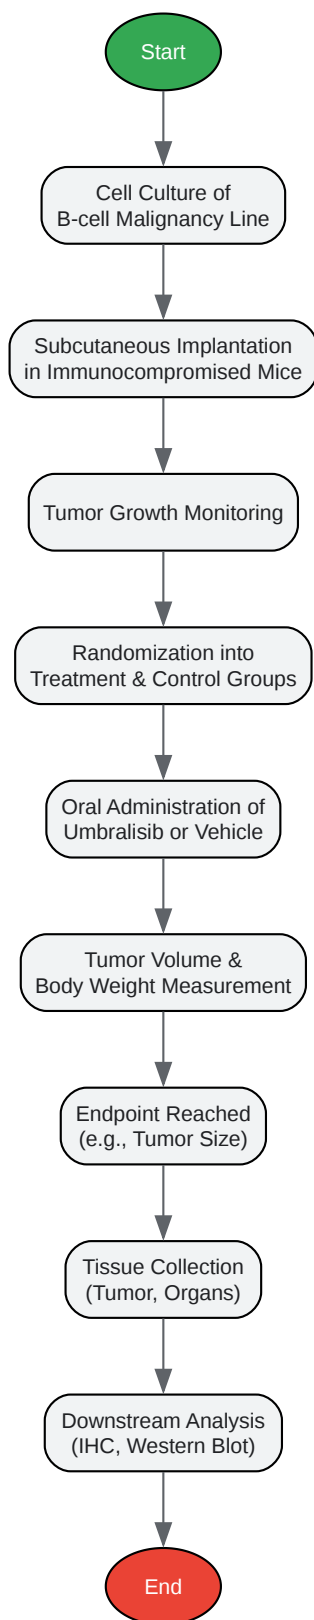 Start
Cell Culture of
B-cell Malignancy Line
Subcutaneous Implantation
in Immunocompromised Mice
Tumor Growth Monitoring
Randomization into
Treatment & Control Groups
Oral Administration of
Umbralisib or Vehicle
Tumor Volume &
Body Weight Measurement
Endpoint Reached
(e.g., Tumor Size)
Tissue Collection
(Tumor, Organs)
Downstream Analysis
(IHC, Western Blot)
End